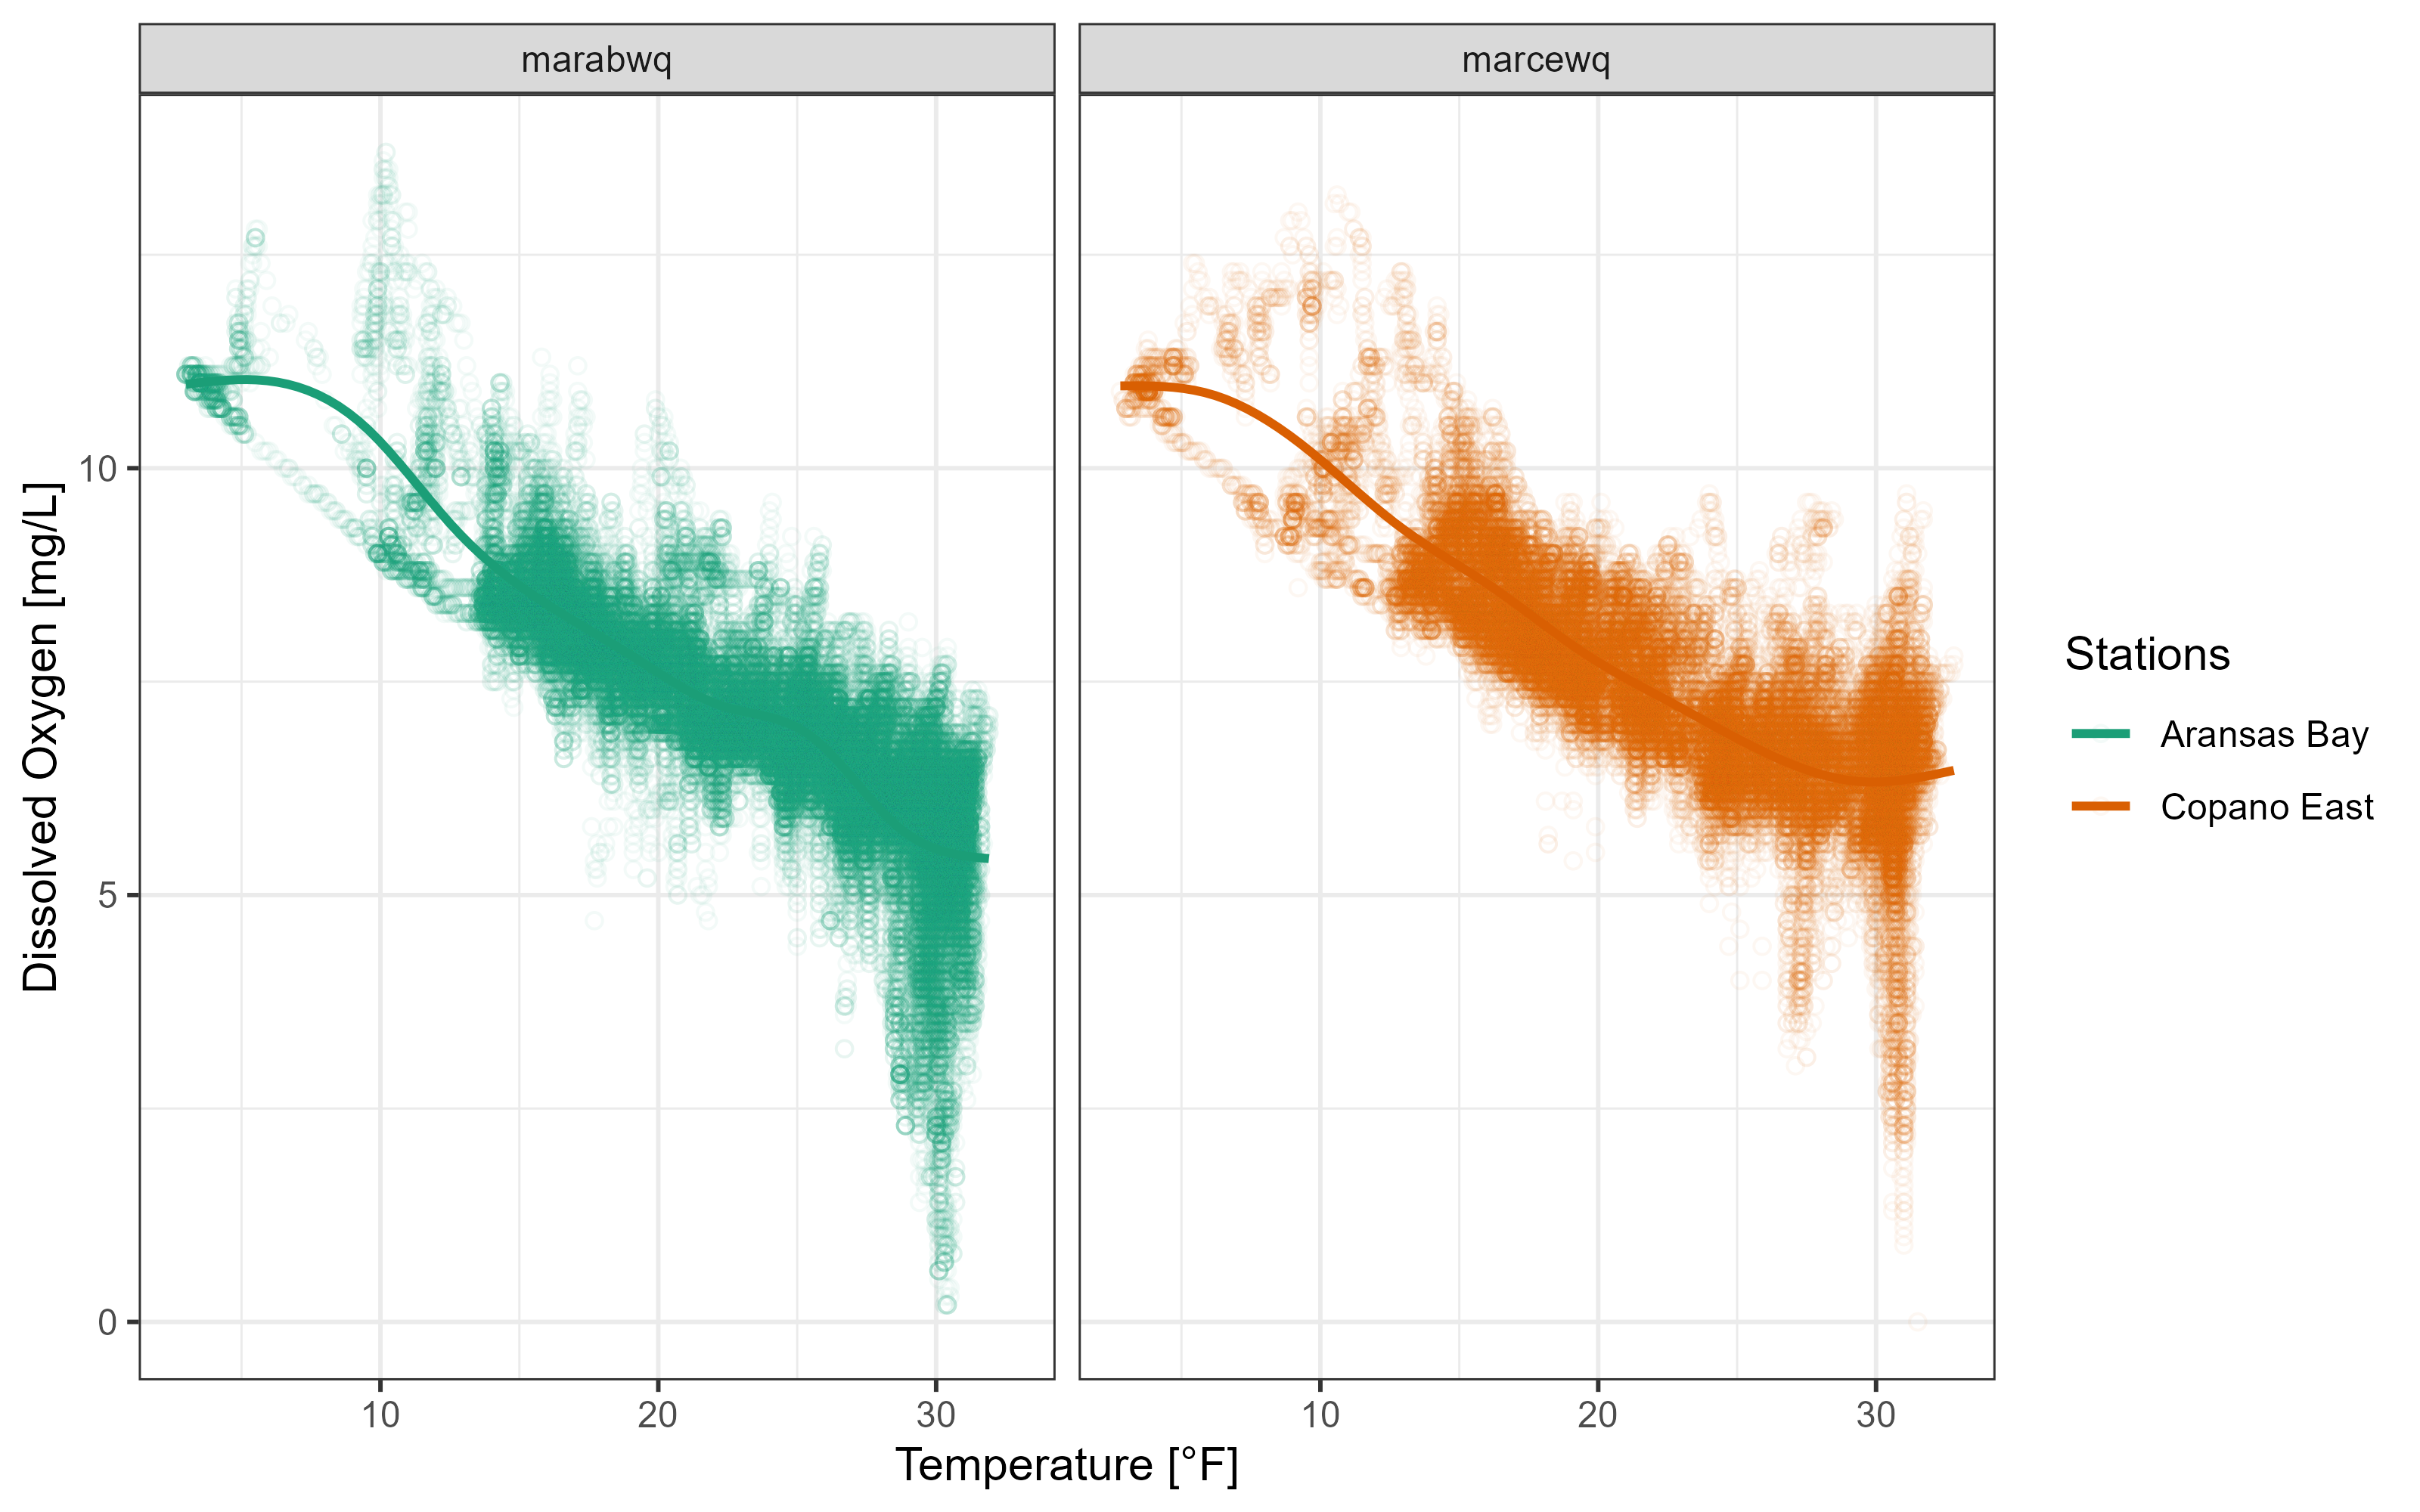 marabwq
marcewq
Dissolved Oxygen [mg/L]
10
5
0
10 20 30
10 20 30
Temperature [°F]
Stations
Aransas Bay
Copano East